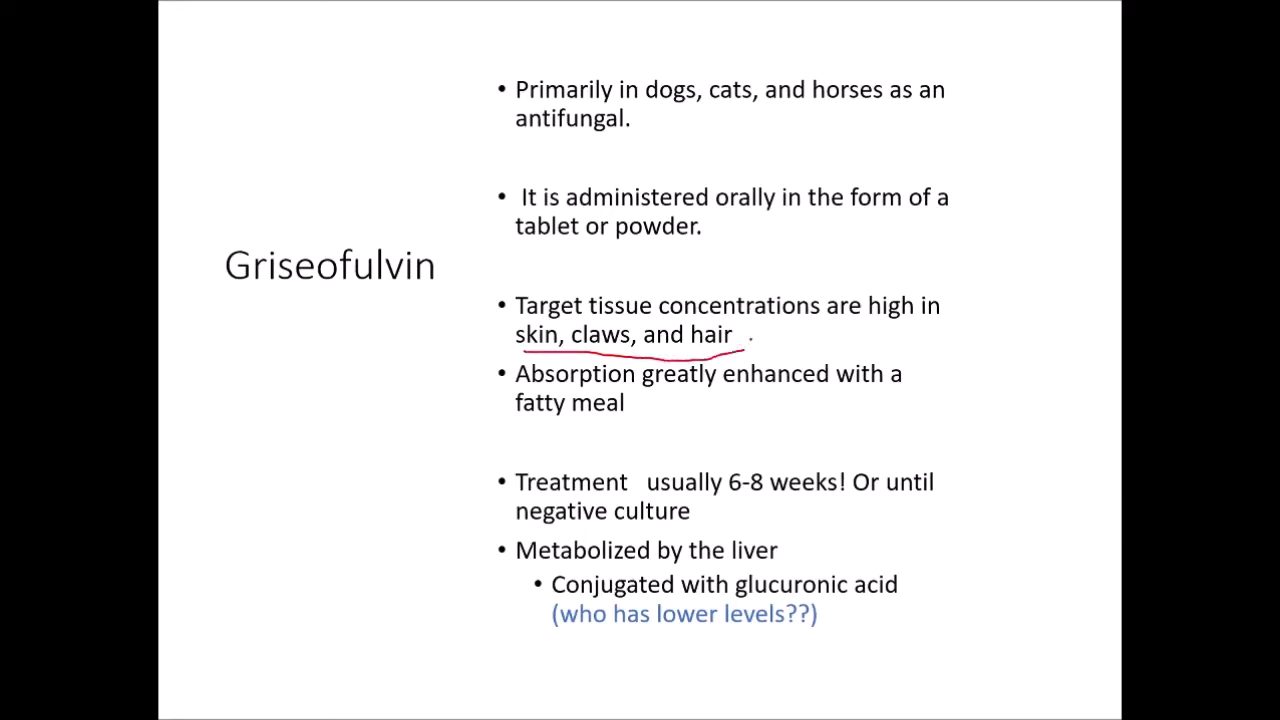 Griseofulvin
• Primarily in dogs, cats, and horses as an
antifungal.
• It is administered orally in the form of a
tablet or powder.
• Target tissue concentrations are high in
skin, claws, and hair
• Absorption greatly enhanced with a
fatty meal
• Treatment   usually 6-8 weeks! Or until
negative culture
• Metabolized by the liver
• Conjugated with glucuronic acid
(who has lower levels??)